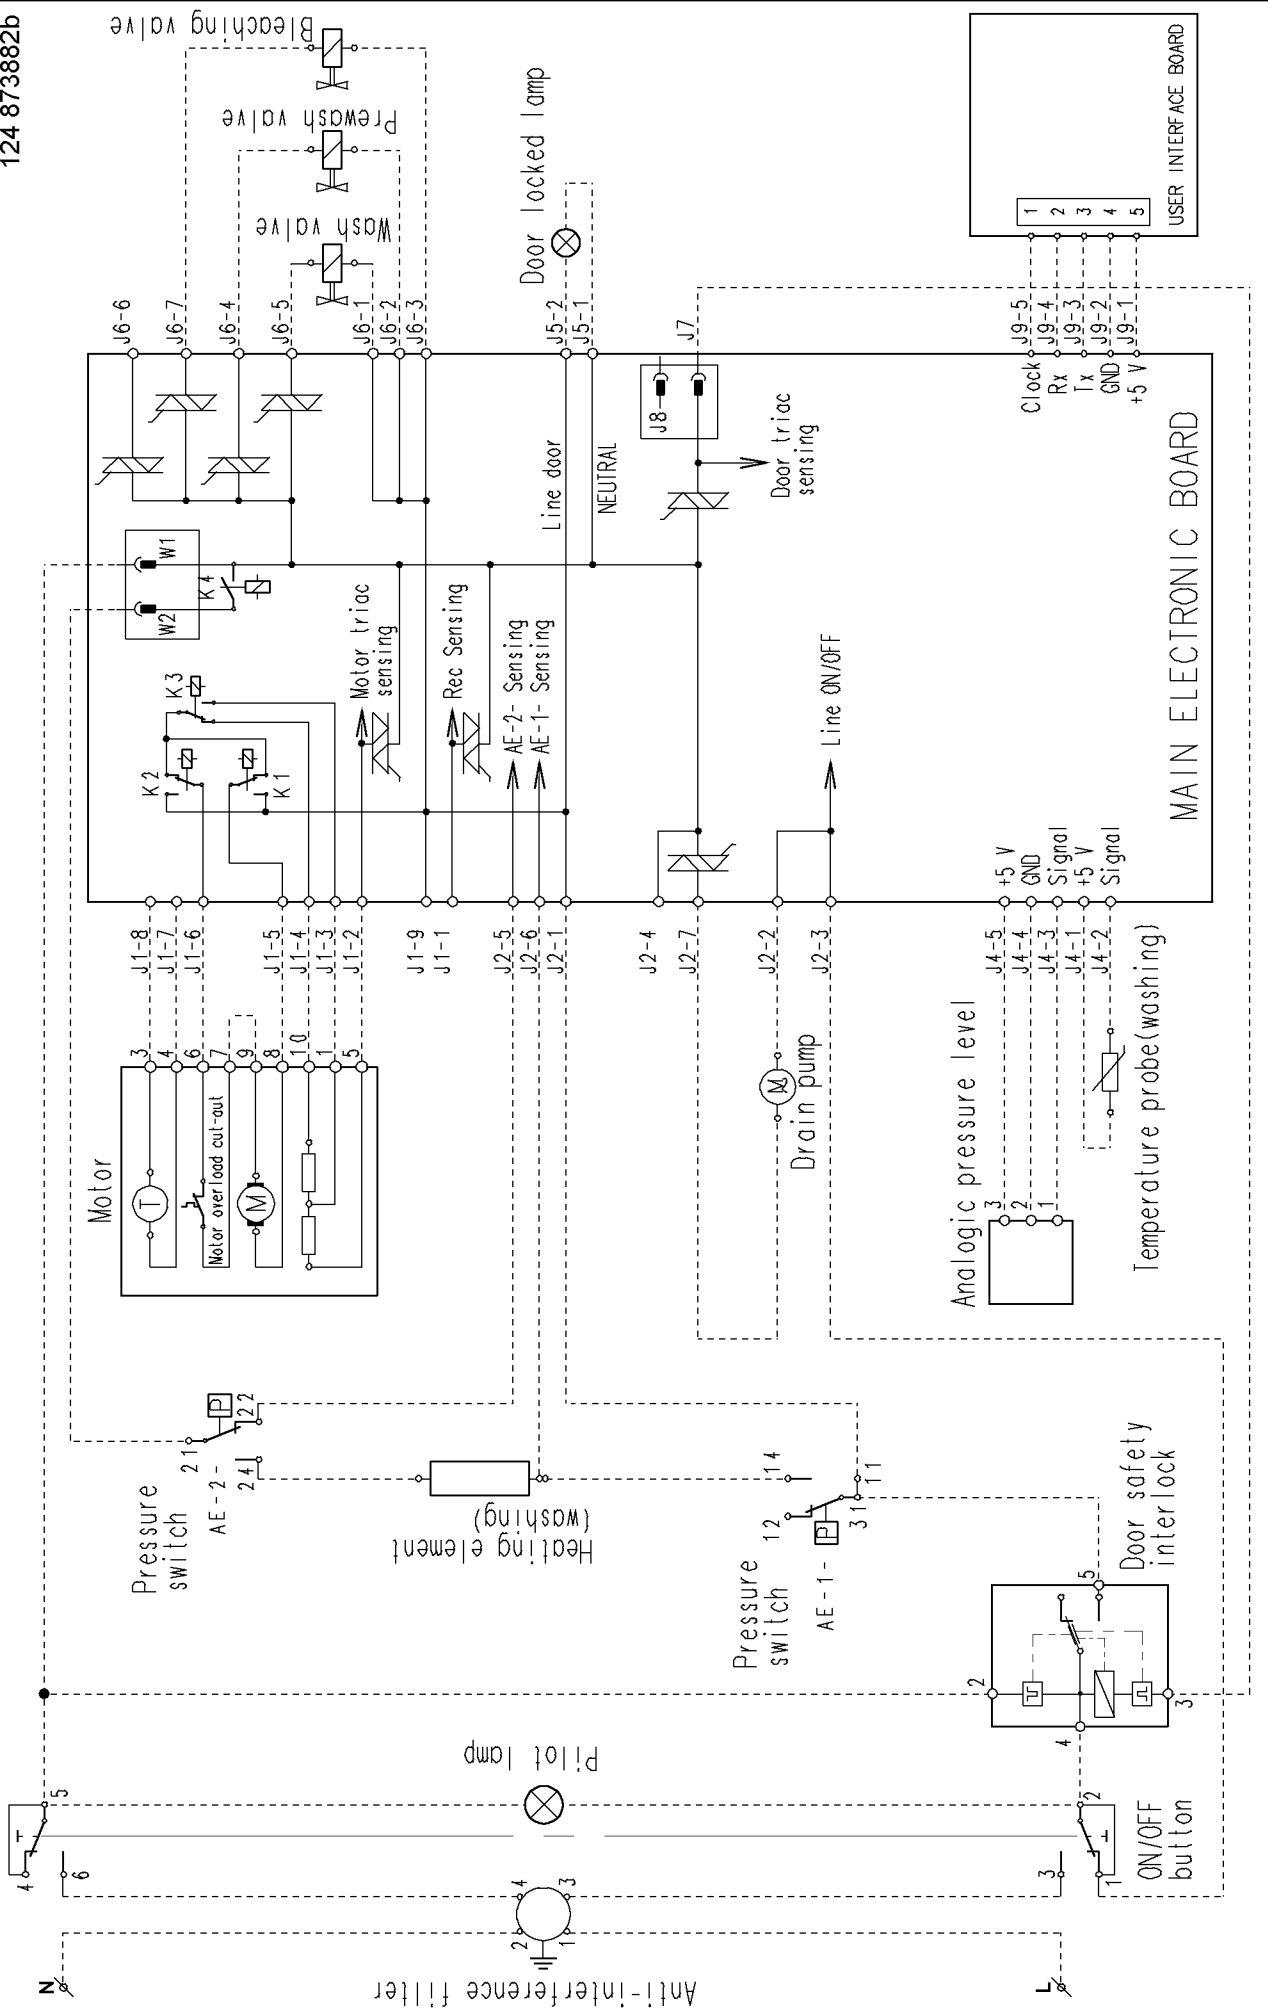 124 873882b
Bleaching valve
Prewash valve
Wash valve
Door locked lamp
J6-6
J6-7
J6-4
J6-5
J6-1
J6-2
J6-3
J5-2
J5-1
J7
J9-5
J9-4
J9-3
J9-2
J9-1
1
2
3
4
5
USER INTERFACE BOARD
Clock
Rx
Tx
GND
+5 V
J8
Door triac
sensing
Line door
NEUTRAL
W1
W2
K4
K3
K2
K1
Motor triac
sensing
Rec Sensing
AE-2- Sensing
AE-1- Sensing
Line ON/OFF
MAIN ELECTRONIC BOARD
+5 V
GND
Signal
+5 V
Signal
J1-8
J1-7
J1-6
J1-5
J1-4
J1-3
J1-2
J1-9
J1-1
J2-5
J2-6
J2-1
J2-4
J2-7
J2-2
J2-3
J4-5
J4-4
J4-3
J4-1
J4-2
3
4
6
7
9
8
10
1
5
Motor
T
Motor overload cut-out
M
M
Drain pump
Analogic pressure level
3
2
1
Temperature probe(washing)
Pressure
switch
AE-2-
21
22
24
P
Heating element
(washing)
Pressure
switch
AE-1-
14
12
11
31
P
Door safety
interlock
2
5
4
3
Pilot lamp
5
4
6
2
3
1
ON/OFF
button
4
3
2
1
Anti-interference filter
N
L